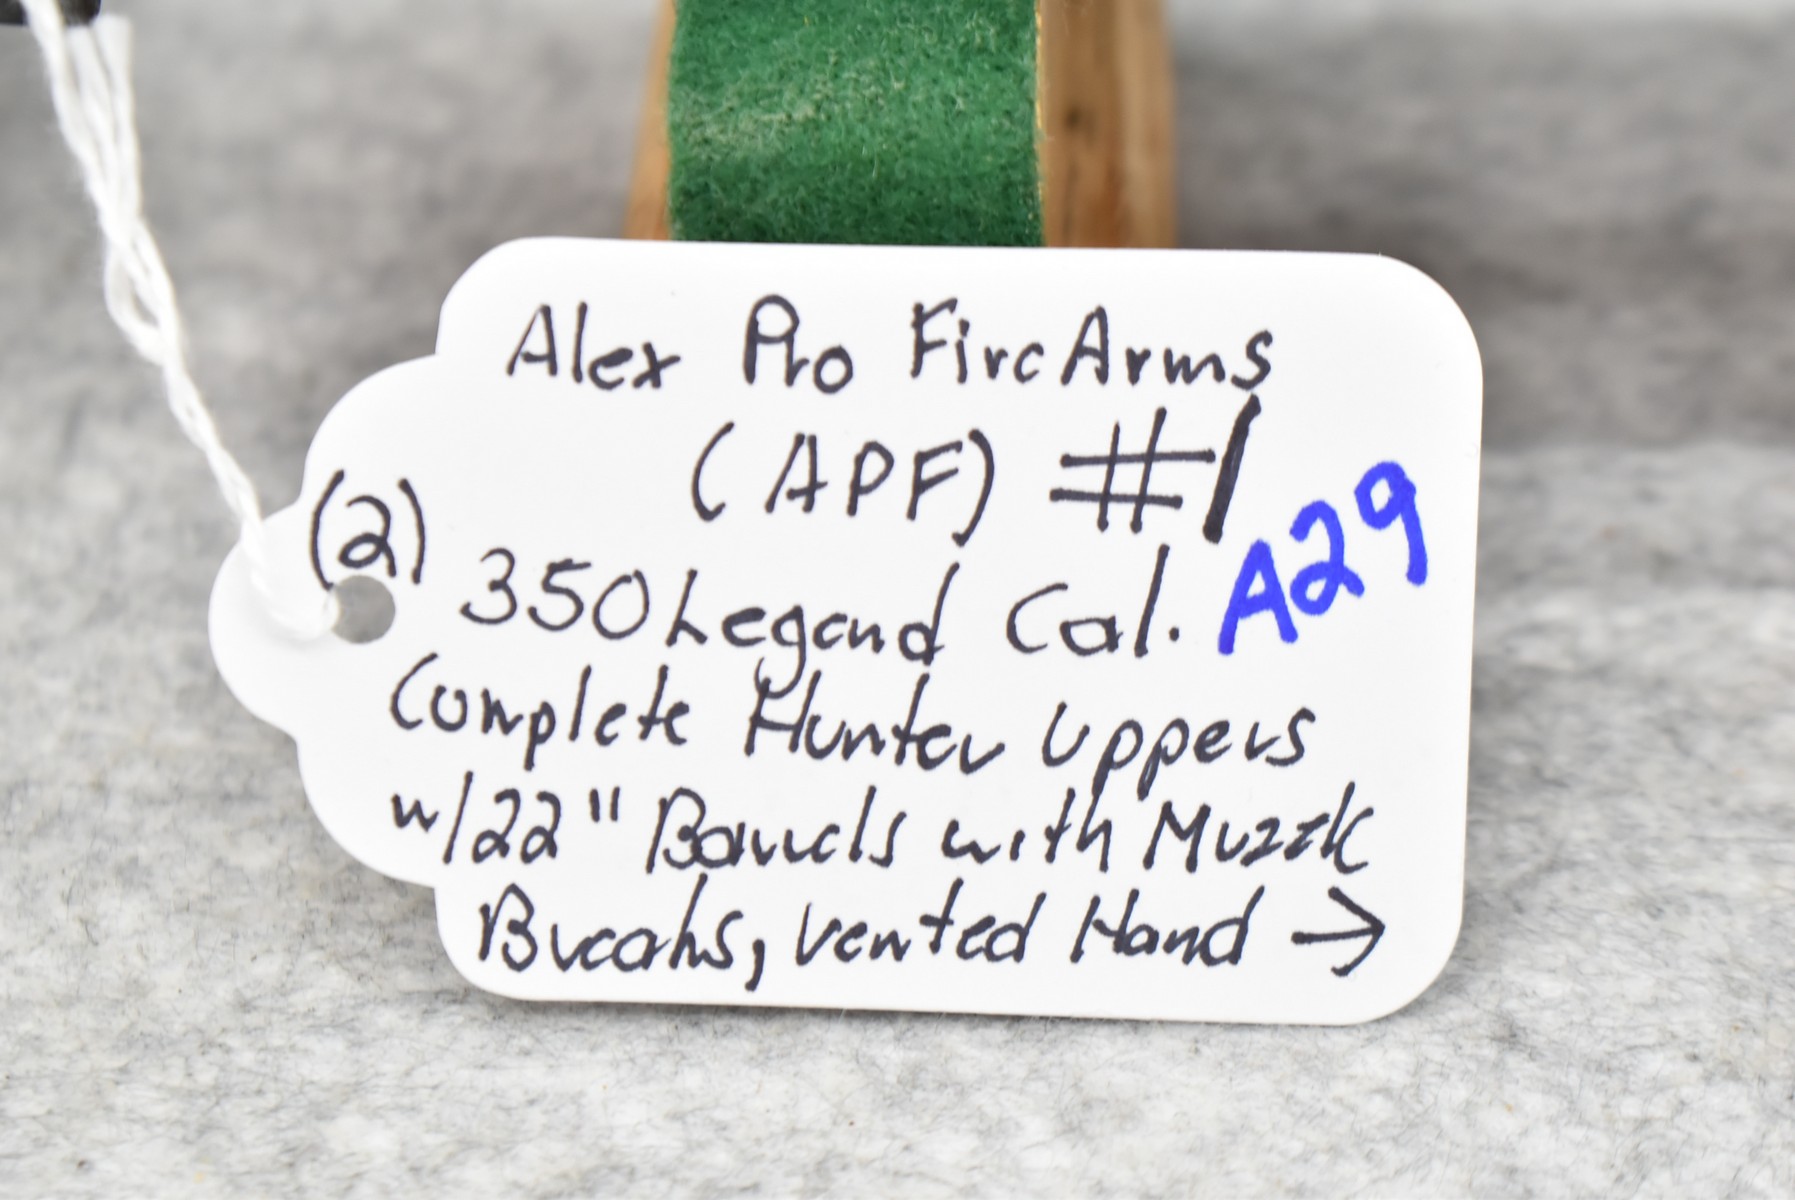 Alex Pro FireArms
(APF) #1
A29
(2) 350 Legend Cal.
Complete Hunter Uppers
w/22" Barrels with Muzzle
Breaks, Vented Hand →